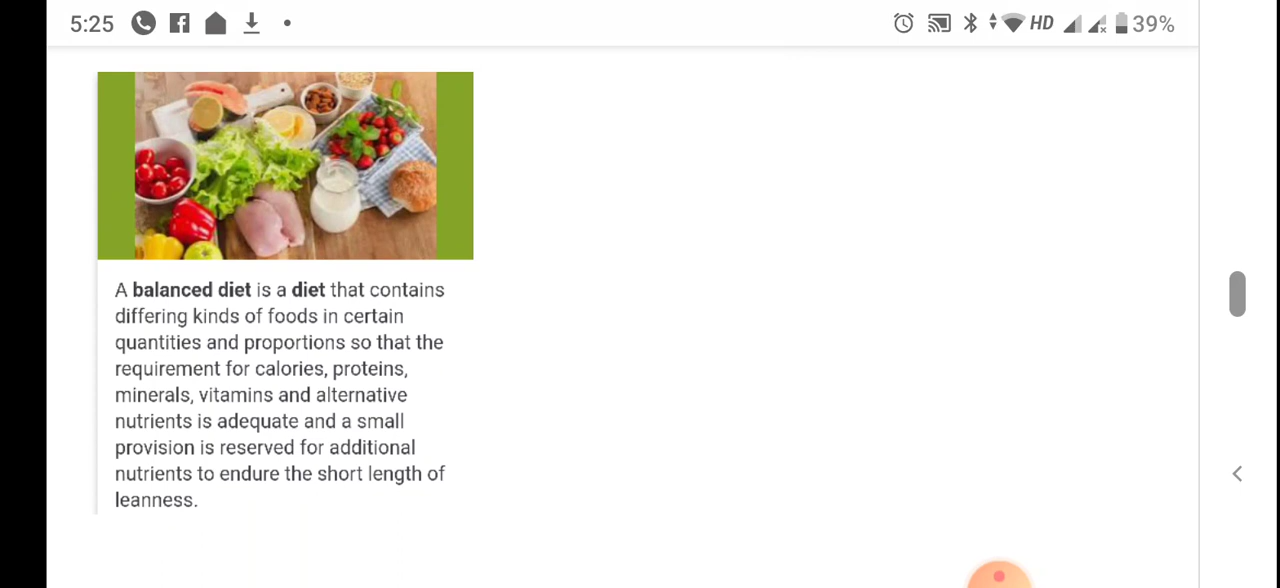 5:25
HD
39%
A balanced diet is a diet that contains
differing kinds of foods in certain
quantities and proportions so that the
requirement for calories, proteins,
minerals, vitamins and alternative
nutrients is adequate and a small
provision is reserved for additional
nutrients to endure the short length of
leanness.